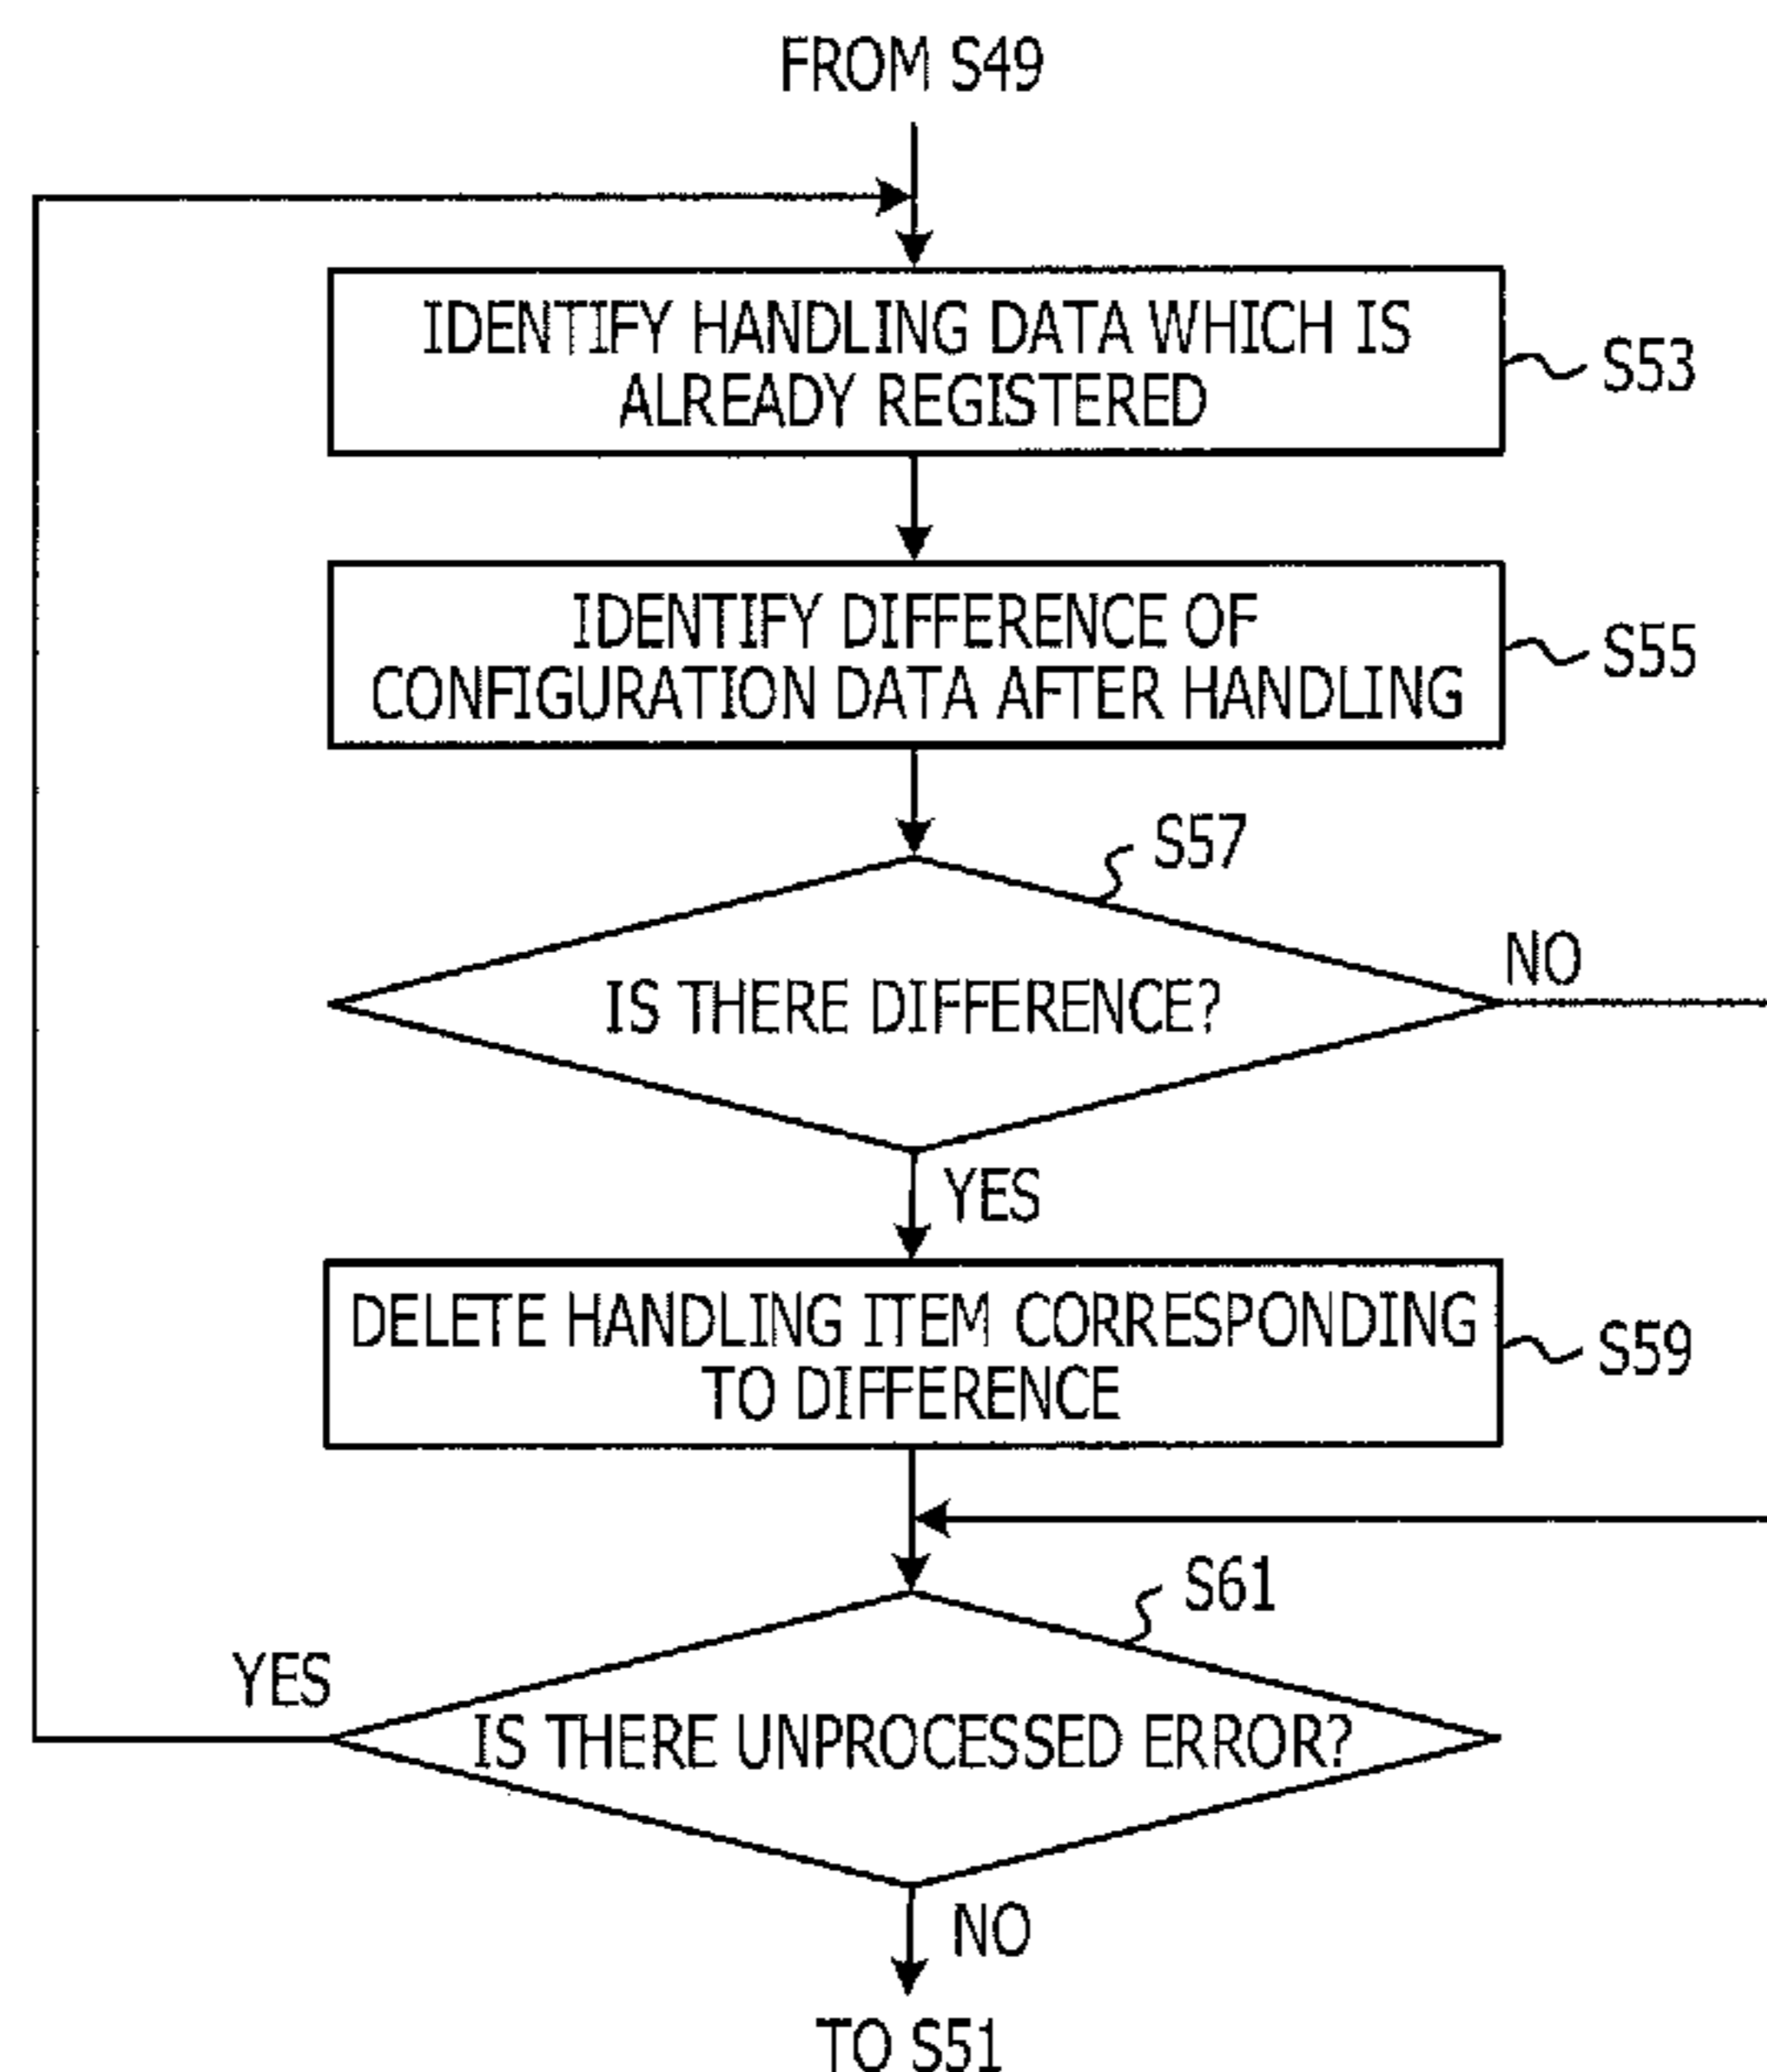 FROM S49
IDENTIFY HANDLING DATA WHICH IS
ALREADY REGISTERED
S53
IDENTIFY DIFFERENCE OF
CONFIGURATION DATA AFTER HANDLING
S55
S57
IS THERE DIFFERENCE?
NO
YES
DELETE HANDLING ITEM CORRESPONDING
TO DIFFERENCE
S59
S61
YES
IS THERE UNPROCESSED ERROR?
NO
TO S51